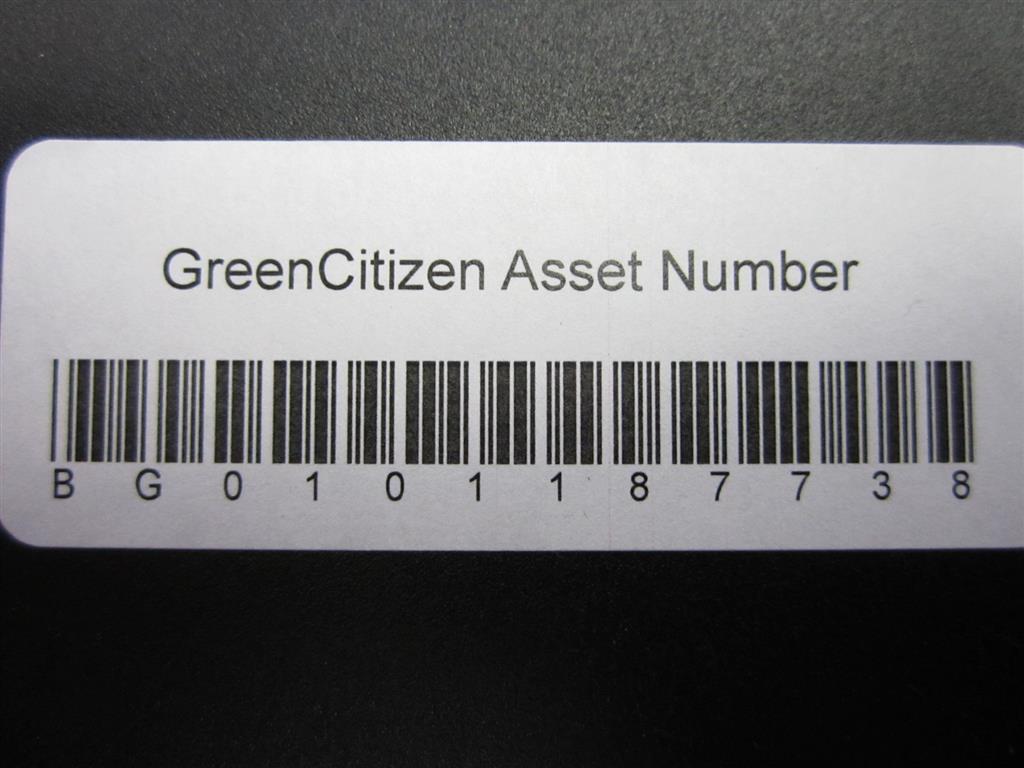 GreenCitizen Asset Number
B G 0 1 0 1 1 8 7 7 3 8